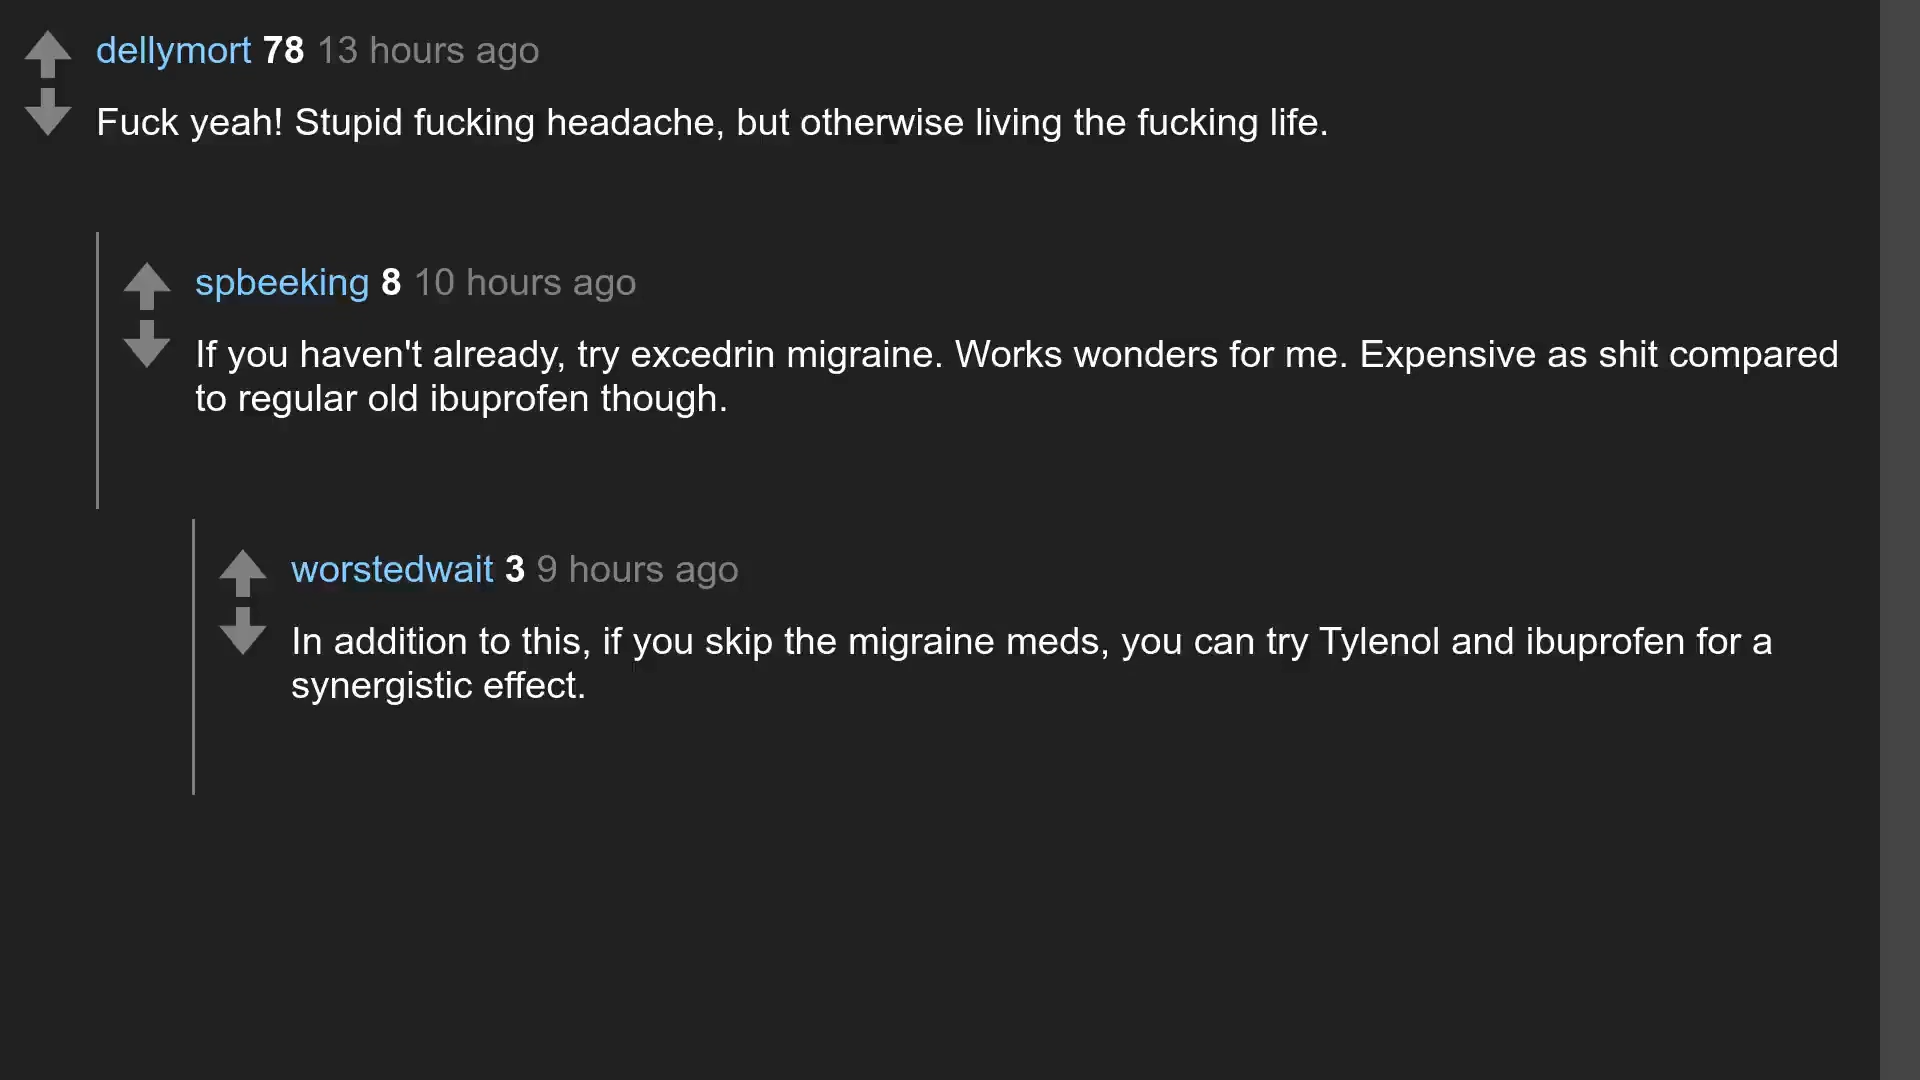 dellymort 78 13 hours ago
Fuck yeah! Stupid fucking headache, but otherwise living the fucking life.
spbeeking 8 10 hours ago
If you haven't already, try excedrin migraine. Works wonders for me. Expensive as shit compared
to regular old ibuprofen though.
worstedwait 3 9 hours ago
In addition to this, if you skip the migraine meds, you can try Tylenol and ibuprofen for a
synergistic effect.